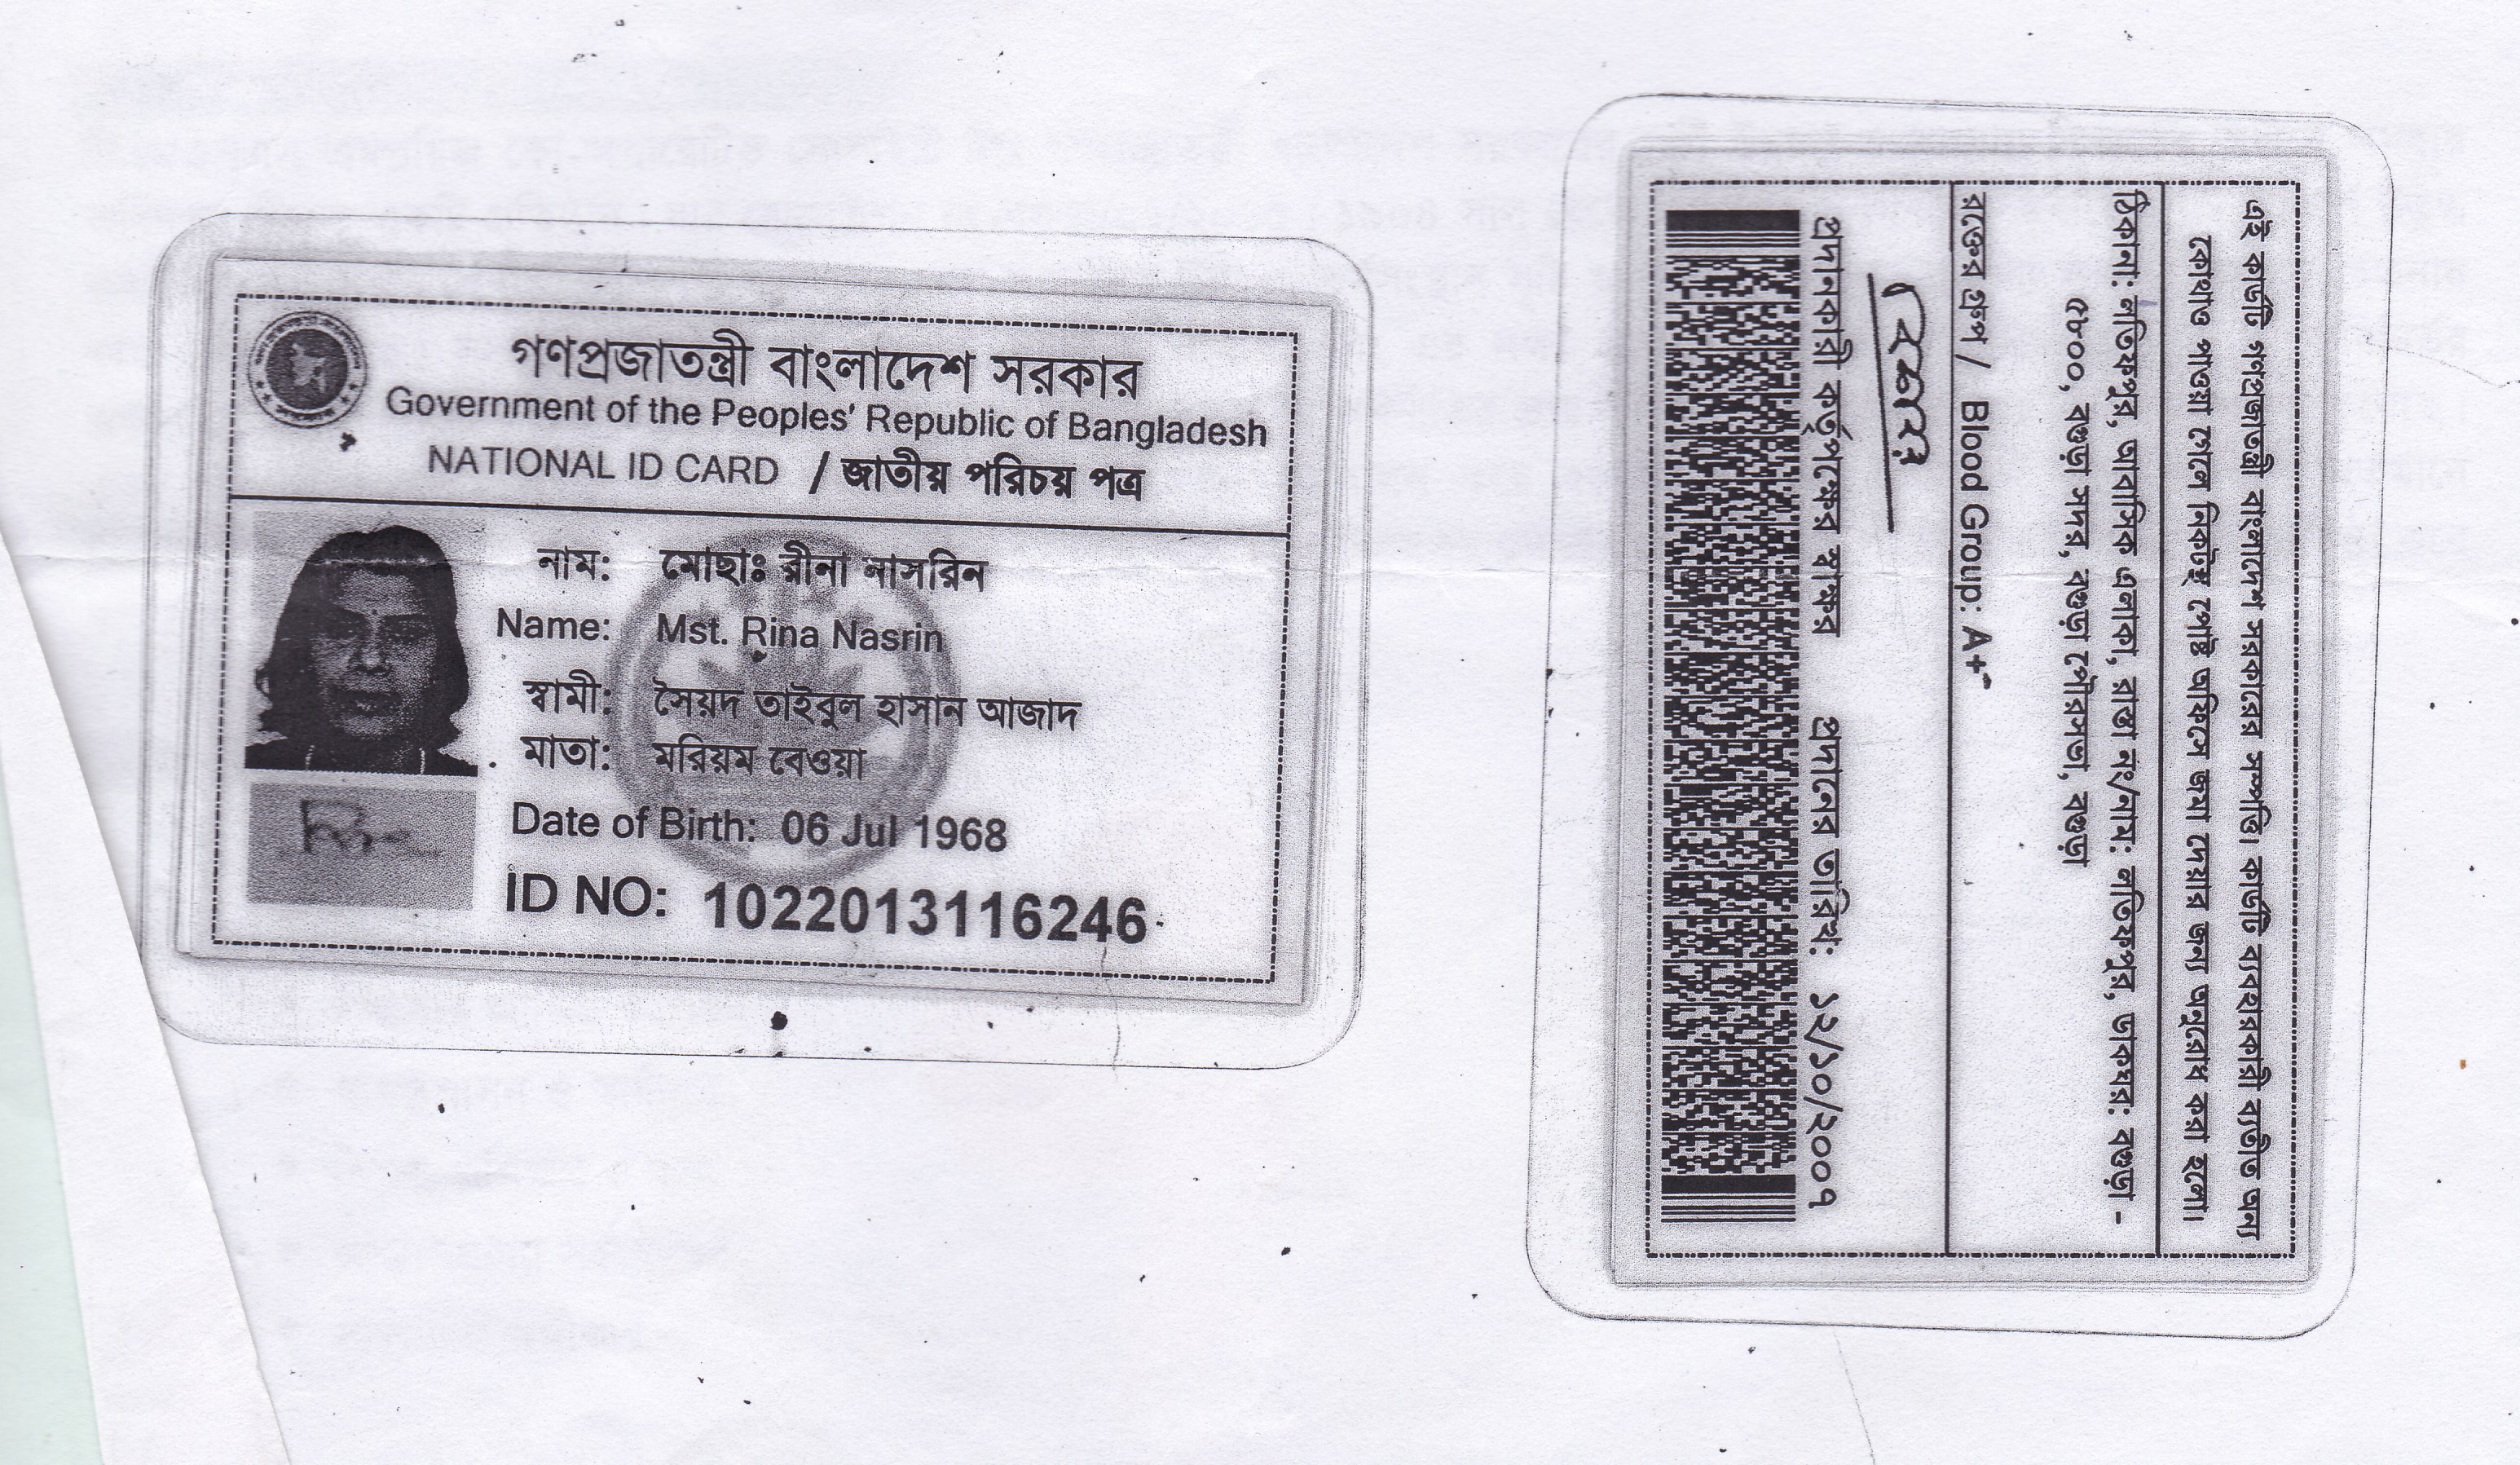 গণপ্রজাতন্ত্রী বাংলাদেশ সরকার
Government of the Peoples' Republic of Bangladesh
NATIONAL ID CARD / জাতীয় পরিচয় পত্র
নাম: মোছাঃ রীনা নাসরিন
Name: Mst. Rina Nasrin
স্বামী: সৈয়দ তাইবুল হাসান আজাদ
মাতা: মরিয়ম বেওয়া
Date of Birth: 06 Jul 1968
ID NO: 1022013116246
এই কার্ডটি গণপ্রজাতন্ত্রী বাংলাদেশ সরকারের সম্পত্তি। কার্ডটি ব্যবহারকারী ব্যতীত অন্য
কোথাও পাওয়া গেলে নিকটস্থ পোষ্ট অফিসে জমা দেয়ার জন্য অনুরোধ করা হলো।
ঠিকানা: লতিফপুর, আবাসিক এলাকা, রাস্তা নং/নাম: লতিফপুর, ডাকঘর: বগুড়া -
৫৮০০, বগুড়া সদর, বগুড়া পৌরসভা, বগুড়া
রক্তের গ্রুপ / Blood Group: A+
প্রদানকারী কর্তৃপক্ষের স্বাক্ষর প্রদানের তারিখ: ১২/১০/২০০৭